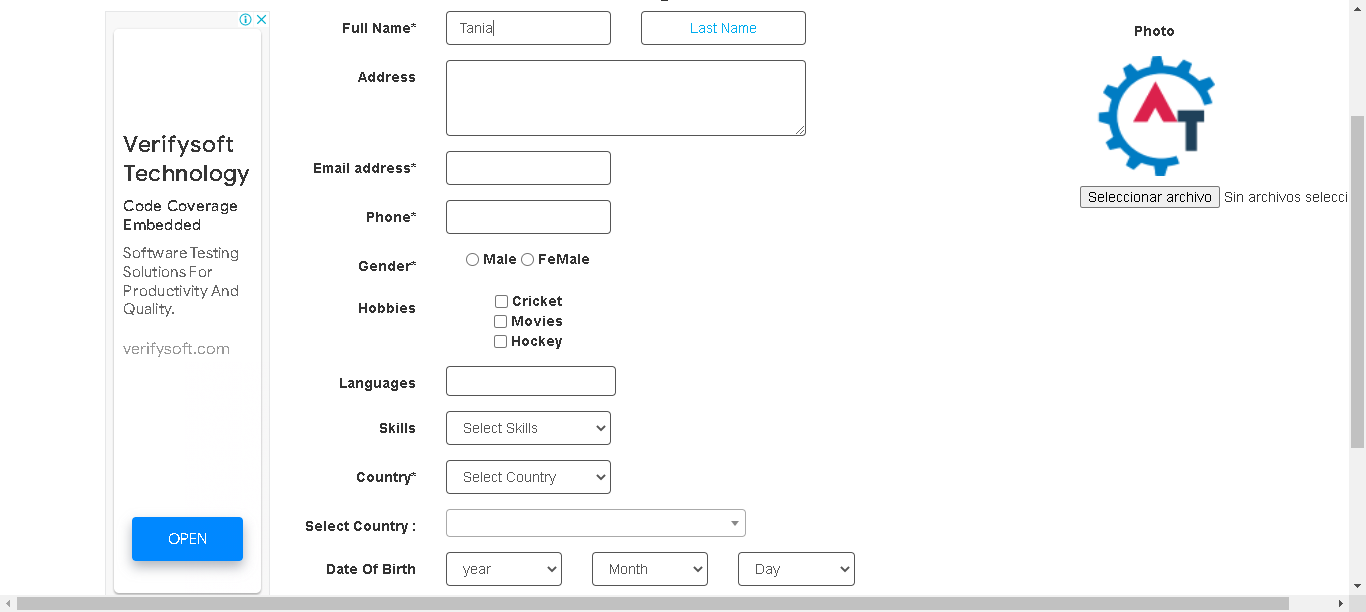 Full Name* Tania Last Name
Photo
Address
AT
Email address*
Seleccionar archivo Sin archivos selecci
Phone*
Gender* Male FeMale
Hobbies Cricket
Movies
Hockey
Languages
Skills Select Skills
Country* Select Country
Select Country :
Date Of Birth year Month Day
Verifysoft
Technology
Code Coverage
Embedded
Software Testing
Solutions For
Productivity And
Quality.
verifysoft.com
OPEN